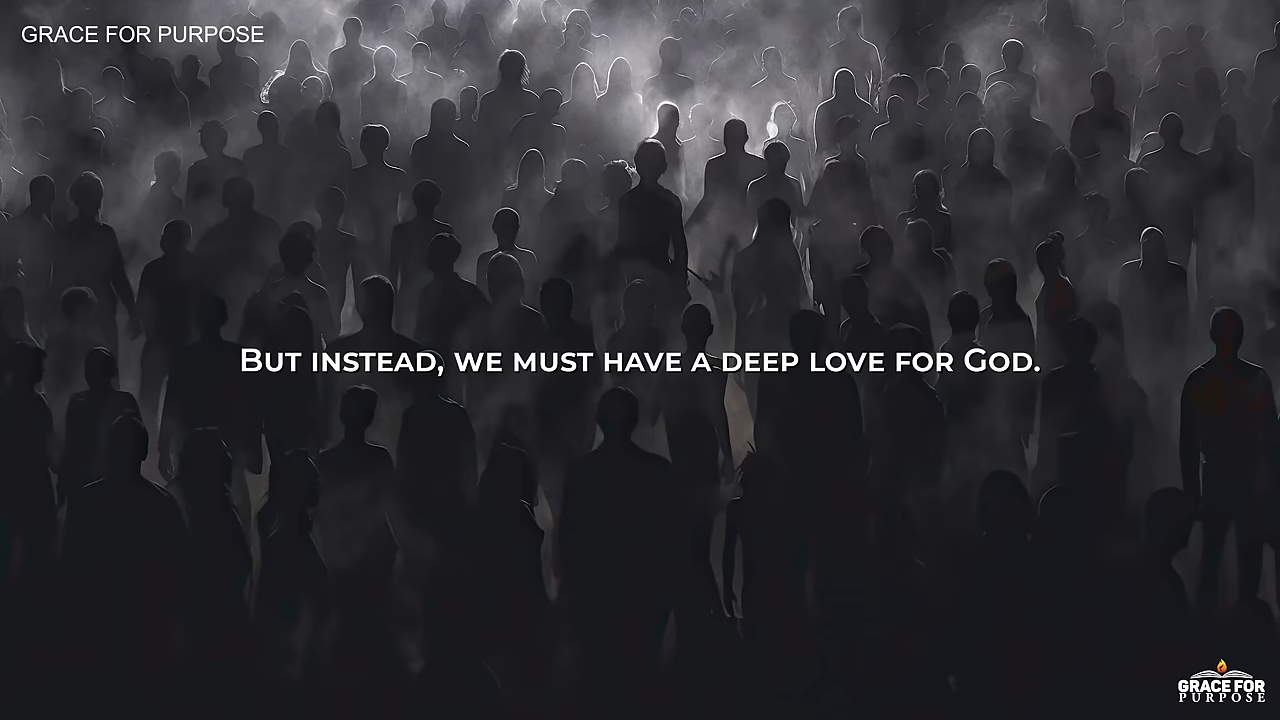 GRACE FOR PURPOSE
But instead, we must have a deep love for God.
GRACE FOR
PURPOSE